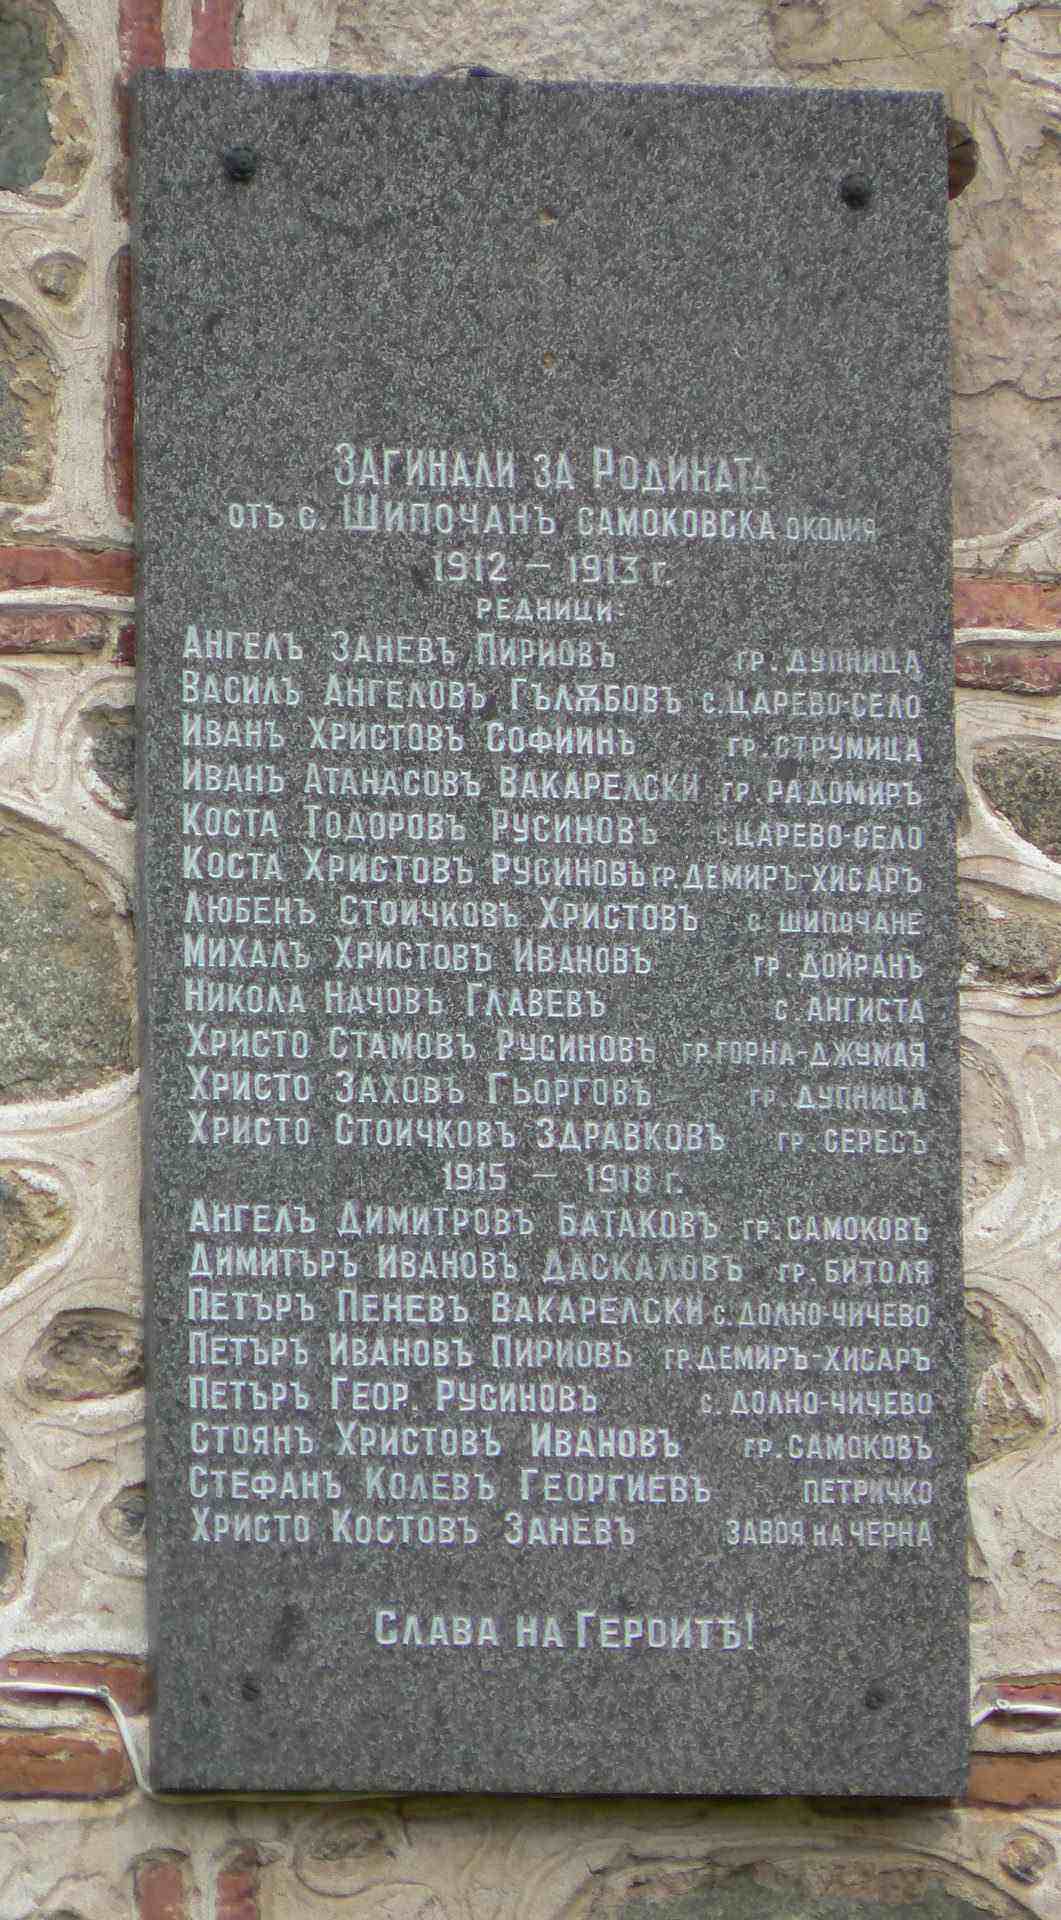 Загинали за Родината
отъ с. Шипочанъ самоковска околия
1912 – 1913 г.
редници:
Ангелъ Заневъ Пириовъ гр. Дупница
Василъ Ангеловъ Гълѫбовъ с. Царево-село
Иванъ Христовъ Софиинъ гр. Струмица
Иванъ Атанасовъ Вакарелски гр. Радомиръ
Коста Тодоровъ Русиновъ с. Царево-село
Коста Христовъ Русиновъ гр. Демиръ-Хисаръ
Любенъ Стоичковъ Христовъ с. Шипочане
Михалъ Христовъ Ивановъ гр. Дойранъ
Никола Начовъ Главевъ с. Ангиста
Христо Стамовъ Русиновъ гр. Горна-Джумая
Христо Заховъ Гьорговъ гр. Дупница
Христо Стоичковъ Здравковъ гр. Сересъ
1915 – 1918 г.
Ангелъ Димитровъ Батаковъ гр. Самоковъ
Димитъръ Ивановъ Даскаловъ гр. Битоля
Петъръ Пеневъ Вакарелски с. Долно-Чичево
Петъръ Ивановъ Пириовъ гр. Демиръ-Хисаръ
Петъръ Геор. Русиновъ с. Долно-Чичево
Стоянъ Христовъ Ивановъ гр. Самоковъ
Стефанъ Колевъ Георгиевъ Петричко
Христо Костовъ Заневъ завоя на Черна
Слава на Героитъ!